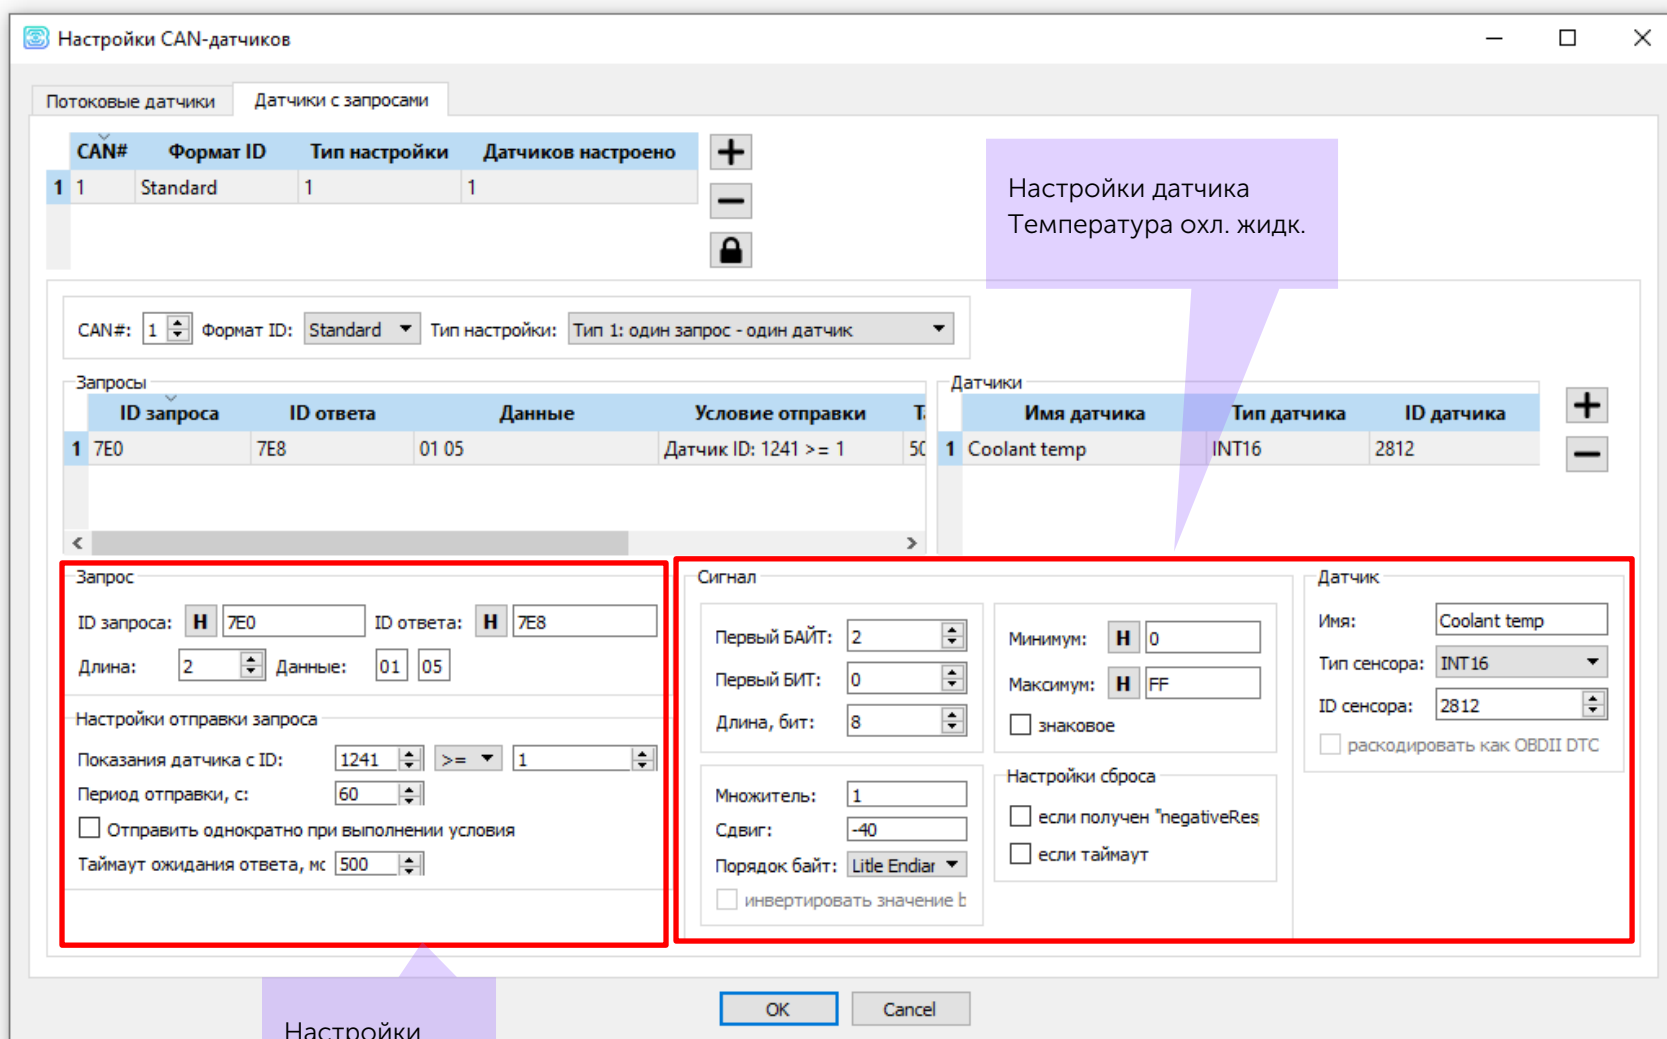 Настройки CAN-датчиков
Потоковые датчики Датчики с запросами
CAN# Формат ID Тип настройки Датчиков настроено
1 1 Standard 1 1
Настройки датчика
Температура охл. жидк.
CAN#: 1 Формат ID: Standard Тип настройки: Тип 1: один запрос - один датчик
Запросы
ID запроса ID ответа Данные Условие отправки
1 7E0 7E8 01 05 Датчик ID: 1241 >= 1 50
Датчики
Имя датчика Тип датчика ID датчика
1 Coolant temp INT16 2812
Запрос
ID запроса: H 7E0 ID ответа: H 7E8
Длина: 2 Данные: 01 05
Настройки отправки запроса
Показания датчика с ID: 1241 >= 1
Период отправки, с: 60
Отправить однократно при выполнении условия
Таймаут ожидания ответа, мс 500
Сигнал
Первый БАЙТ: 2
Первый БИТ: 0
Длина, бит: 8
Минимум: H 0
Максимум: H FF
знаковое
Множитель: 1
Сдвиг: -40
Порядок байт: Litle Endiar
инвертировать значение
Настройки сброса
если получен "negativeRes
если таймаут
Датчик
Имя: Coolant temp
Тип сенсора: INT16
ID сенсора: 2812
раскодировать как OBDII DTC
OK Cancel
Настройки